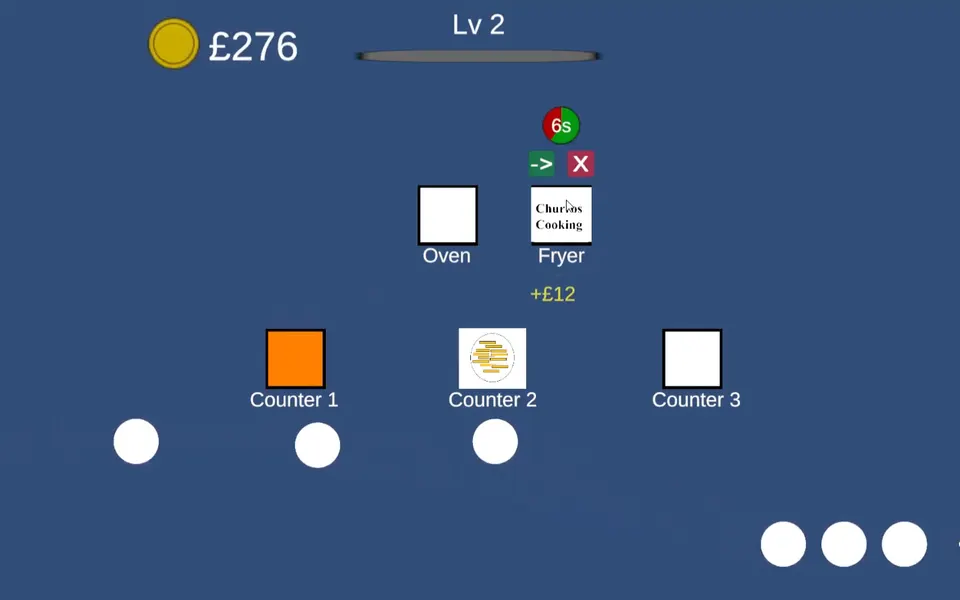 Lv 2
£276
6s
->
X
Churros
Cooking
Oven
Fryer
+£12
Counter 1
Counter 2
Counter 3